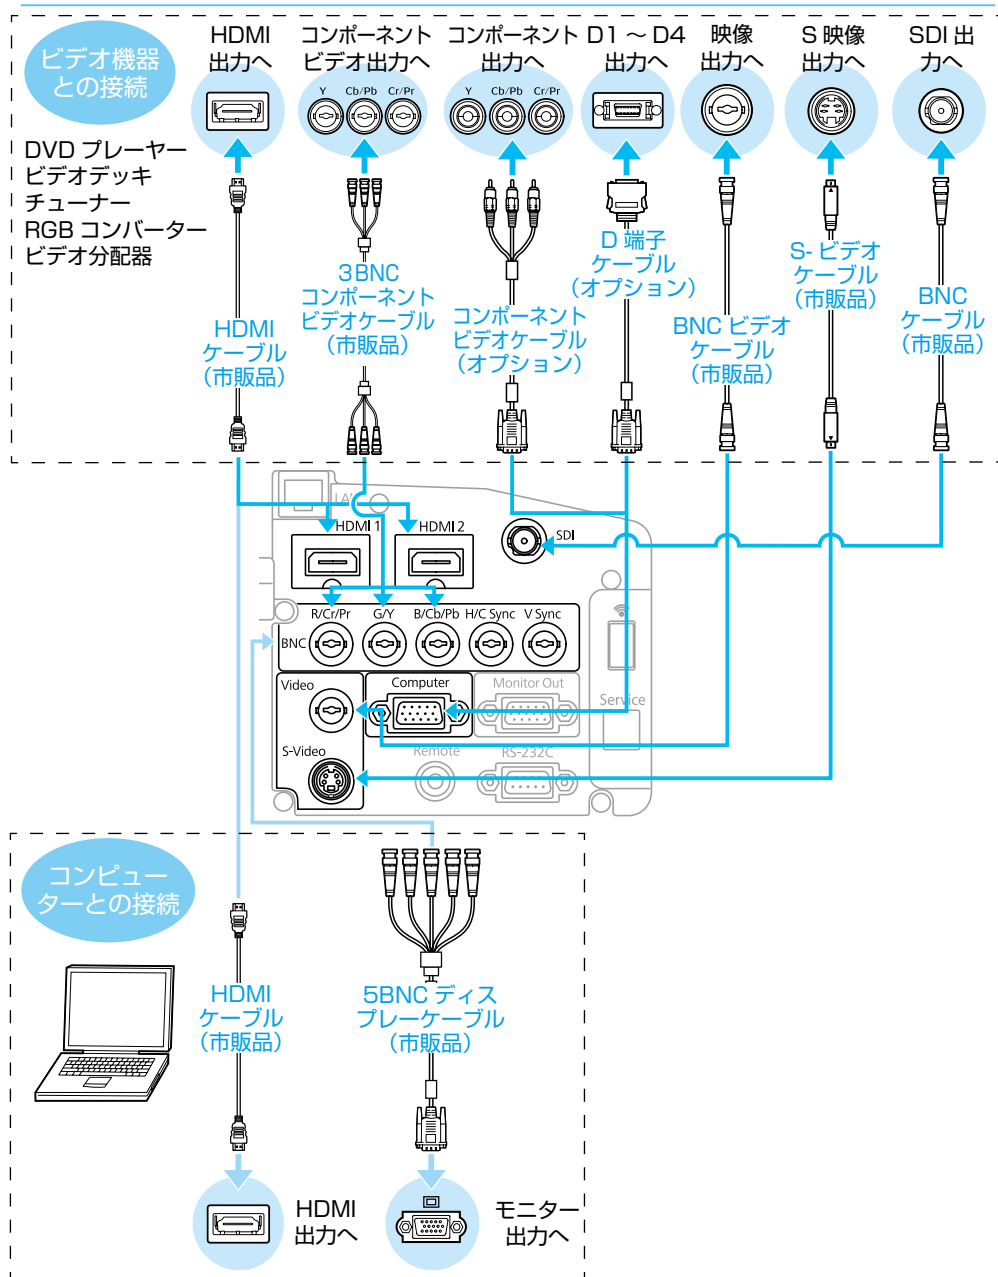 ビデオ機器
との接続
HDMI
出力へ
コンポーネント
ビデオ出力へ
コンポーネント
出力へ
D1 ～ D4
出力へ
映像
出力へ
S 映像
出力へ
SDI 出
力へ
Y Cb/Pb Cr/Pr
Y Cb/Pb Cr/Pr
DVD プレーヤー
ビデオデッキ
チューナー
RGB コンバーター
ビデオ分配器
HDMI
ケーブル
（市販品）
3BNC
コンポーネント
ビデオケーブル
（市販品）
コンポーネント
ビデオケーブル
（オプション）
D 端子
ケーブル
（オプション）
BNC ビデオ
ケーブル
（市販品）
S- ビデオ
ケーブル
（市販品）
BNC
ケーブル
（市販品）
HDMI 1
HDMI 2
SDI
R/Cr/Pr G/Y B/Cb/Pb H/C Sync V Sync
BNC
Video
Computer
Monitor Out
Service
S-Video
Remote
RS-232C
コンピュー
ターとの接続
HDMI
ケーブル
（市販品）
5BNC ディス
プレーケーブル
（市販品）
HDMI
出力へ
モニター
出力へ